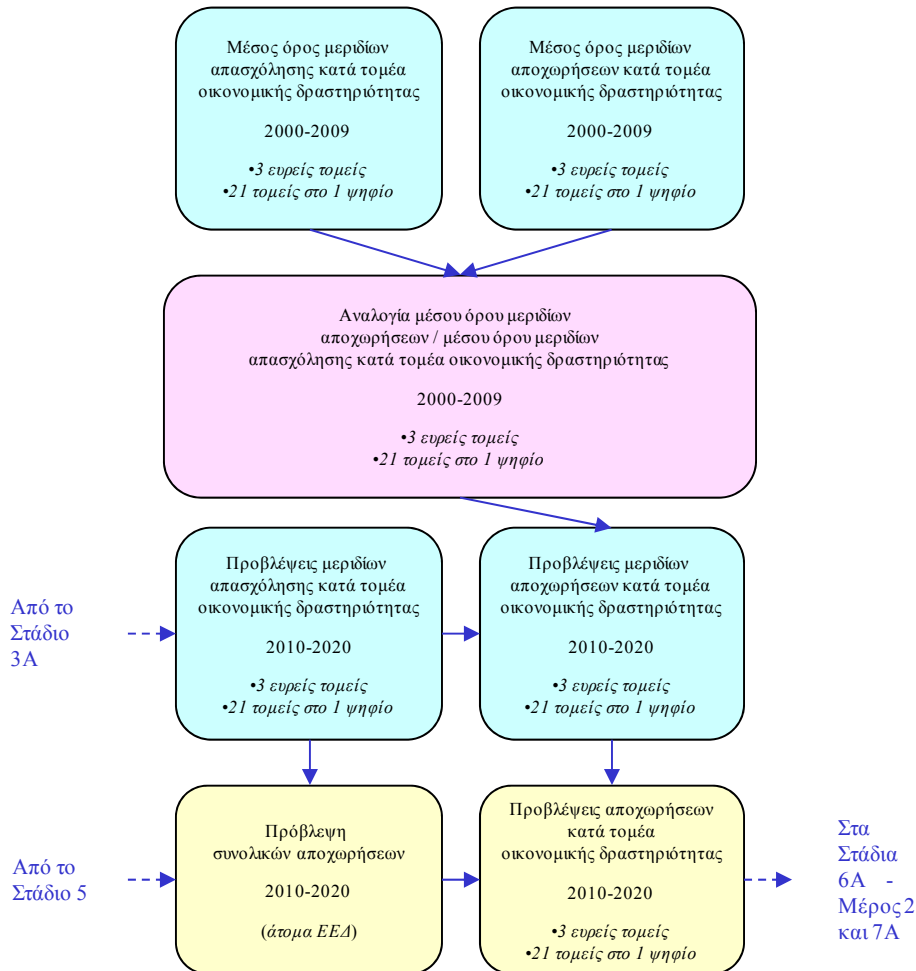 Μέσος όρος μεριδίων
απασχόλησης κατά τομέα
οικονομικής δραστηριότητας
2000-2009
•3 ευρείς τομείς
•21 τομείς στο 1 ψηφίο
Μέσος όρος μεριδίων
αποχωρήσεων κατά τομέα
οικονομικής δραστηριότητας
2000-2009
•3 ευρείς τομείς
•21 τομείς στο 1 ψηφίο
Αναλογία μέσου όρου μεριδίων
αποχωρήσεων / μέσου όρου μεριδίων
απασχόλησης κατά τομέα οικονομικής δραστηριότητας
2000-2009
•3 ευρείς τομείς
•21 τομείς στο 1 ψηφίο
Από το
Στάδιο
3Α
Προβλέψεις μεριδίων
απασχόλησης κατά τομέα
οικονομικής δραστηριότητας
2010-2020
•3 ευρείς τομείς
•21 τομείς στο 1 ψηφίο
Προβλέψεις μεριδίων
αποχωρήσεων κατά τομέα
οικονομικής δραστηριότητας
2010-2020
•3 ευρείς τομείς
•21 τομείς στο 1 ψηφίο
Από το
Στάδιο 5
Πρόβλεψη
συνολικών αποχωρήσεων
2010-2020
(άτομα ΕΕΔ)
Προβλέψεις αποχωρήσεων
κατά τομέα
οικονομικής δραστηριότητας
2010-2020
•3 ευρείς τομείς
•21 τομείς στο 1 ψηφίο
Στα
Στάδια
6Α -
Μέρος 2
και 7Α